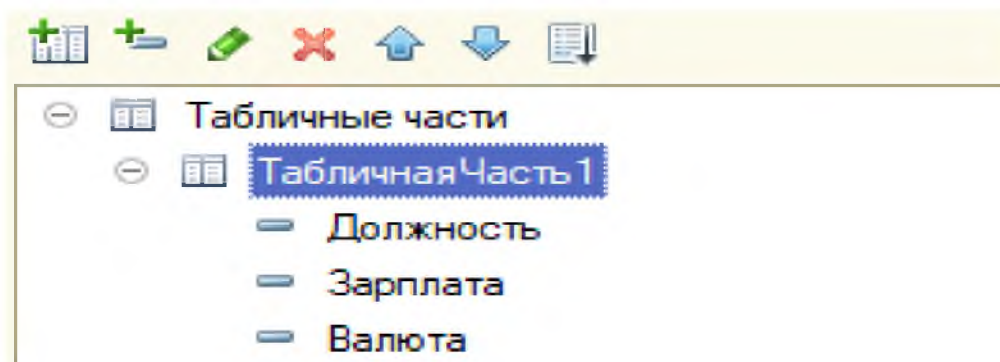 Табличные части
ТабличнаяЧасть1
Должность
Зарплата
Валюта